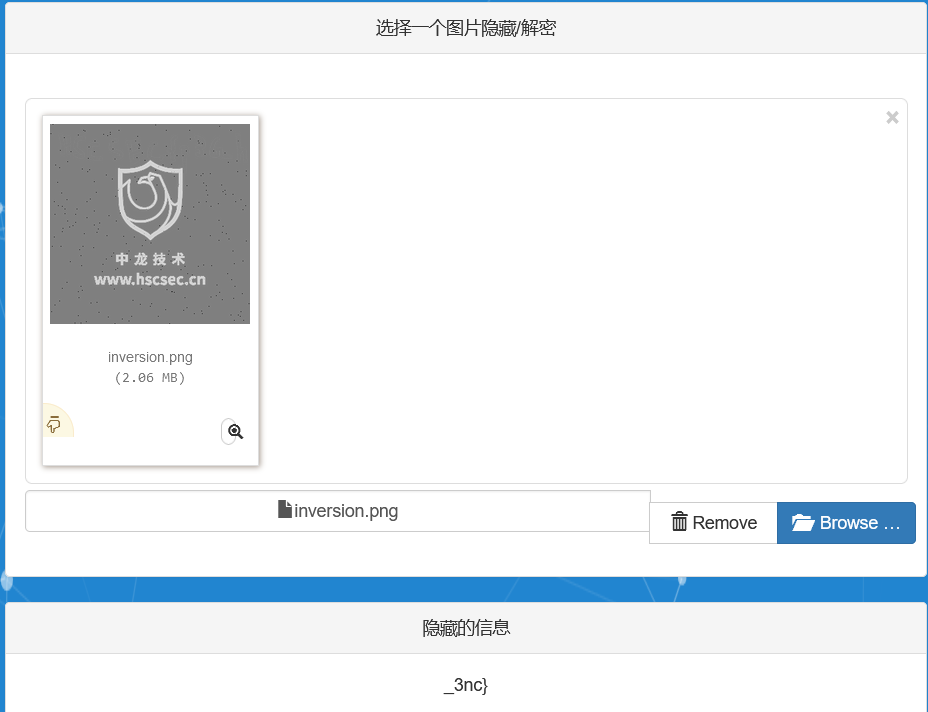 选择一个图片隐藏/解密
×
中龙技术
www.hscsec.cn
inversion.png
(2.06 MB)
inversion.png
Remove
Browse …
隐藏的信息
_3nc}